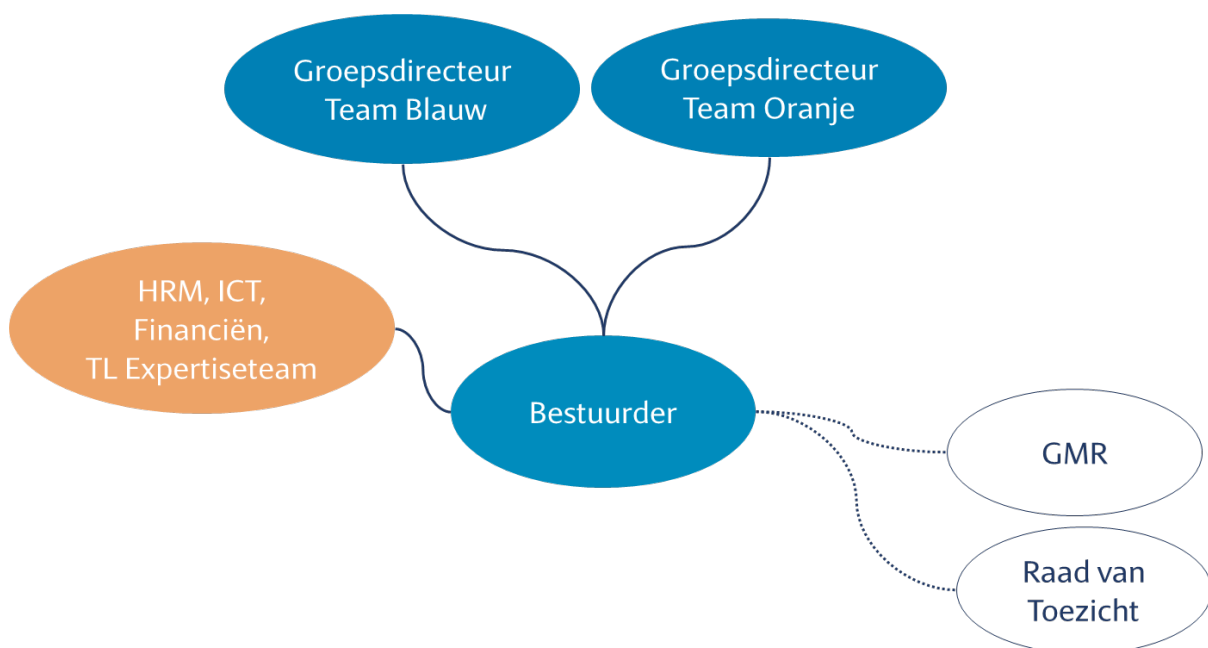 Groepsdirecteur
Team Blauw
Groepsdirecteur
Team Oranje
HRM, ICT,
Financiën,
TL Expertiseteam
Bestuurder
GMR
Raad van
Toezicht